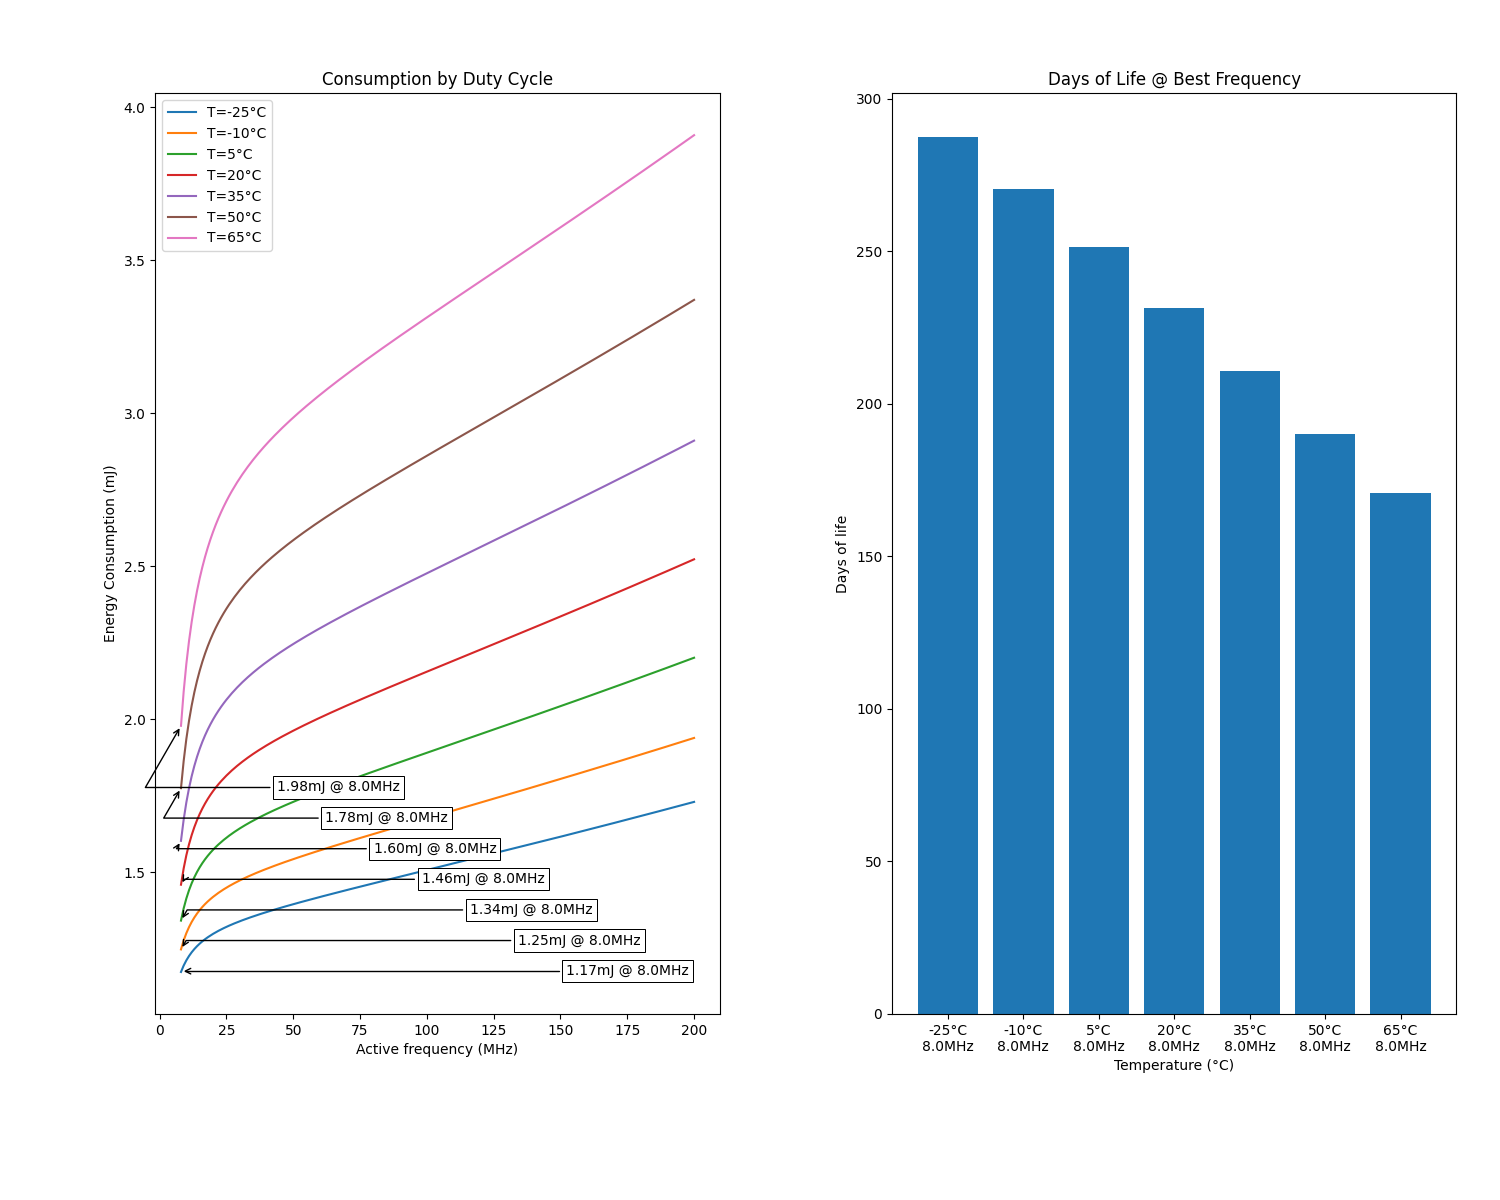 Consumption by Duty Cycle
4.0
3.5
3.0
2.5
2.0
1.5
Energy Consumption (mJ)
T=-25°C
T=-10°C
T=5°C
T=20°C
T=35°C
T=50°C
T=65°C
1.98mJ @ 8.0MHz
1.78mJ @ 8.0MHz
1.60mJ @ 8.0MHz
1.46mJ @ 8.0MHz
1.34mJ @ 8.0MHz
1.25mJ @ 8.0MHz
1.17mJ @ 8.0MHz
0 25 50 75 100 125 150 175 200
Active frequency (MHz)
Days of Life @ Best Frequency
300
250
200
150
100
50
0
Days of life
-25°C -10°C 5°C 20°C 35°C 50°C 65°C
8.0MHz 8.0MHz 8.0MHz 8.0MHz 8.0MHz 8.0MHz 8.0MHz
Temperature (°C)